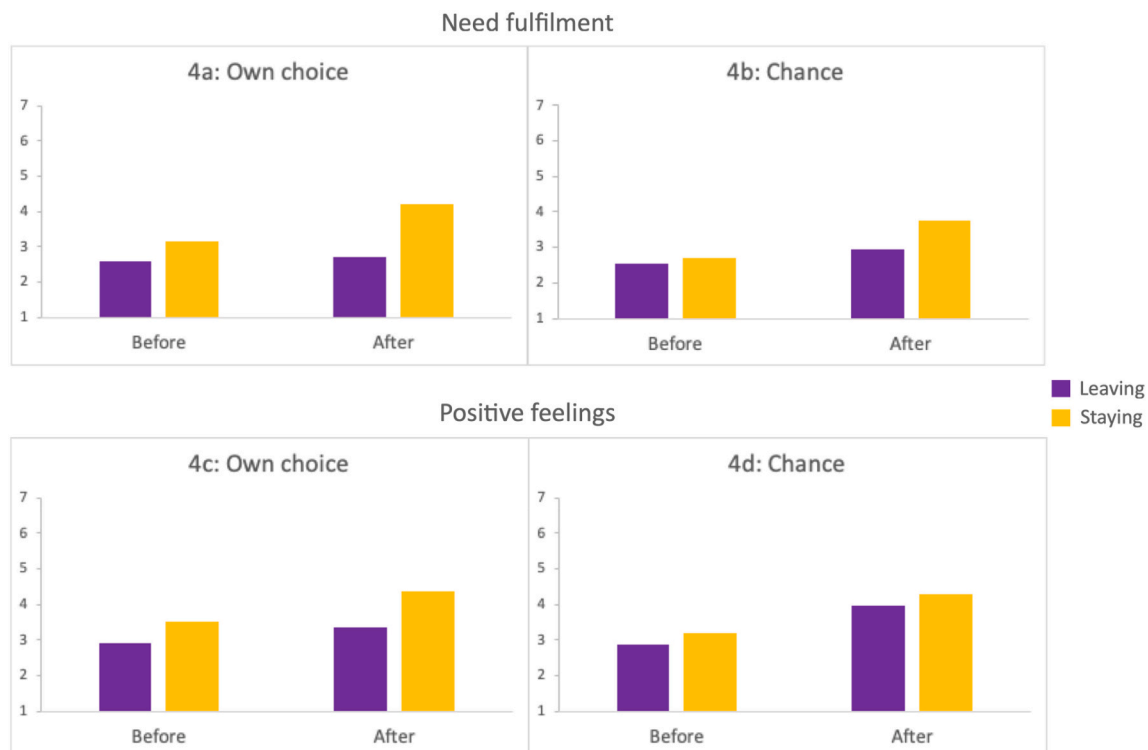 Need fulfilment
4a: Own choice
7
6
5
4
3
2
1
Before After
4b: Chance
7
6
5
4
3
2
1
Before After
Leaving
Staying
Positive feelings
4c: Own choice
7
6
5
4
3
2
1
Before After
4d: Chance
7
6
5
4
3
2
1
Before After